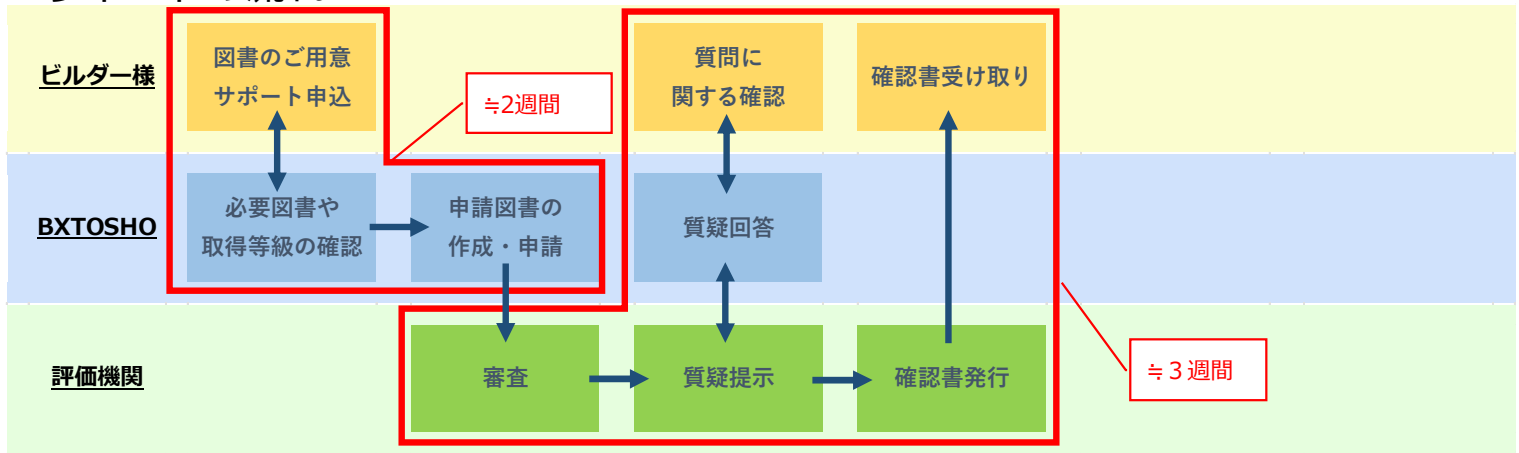 ビルダー様
図書のご用意
サポート申込
≒2週間
質問に
関する確認
確認書受け取り
BXTOSHO
必要図書や
取得等級の確認
申請図書の
作成・申請
質疑回答
評価機関
審査
質疑提示
確認書発行
≒３週間